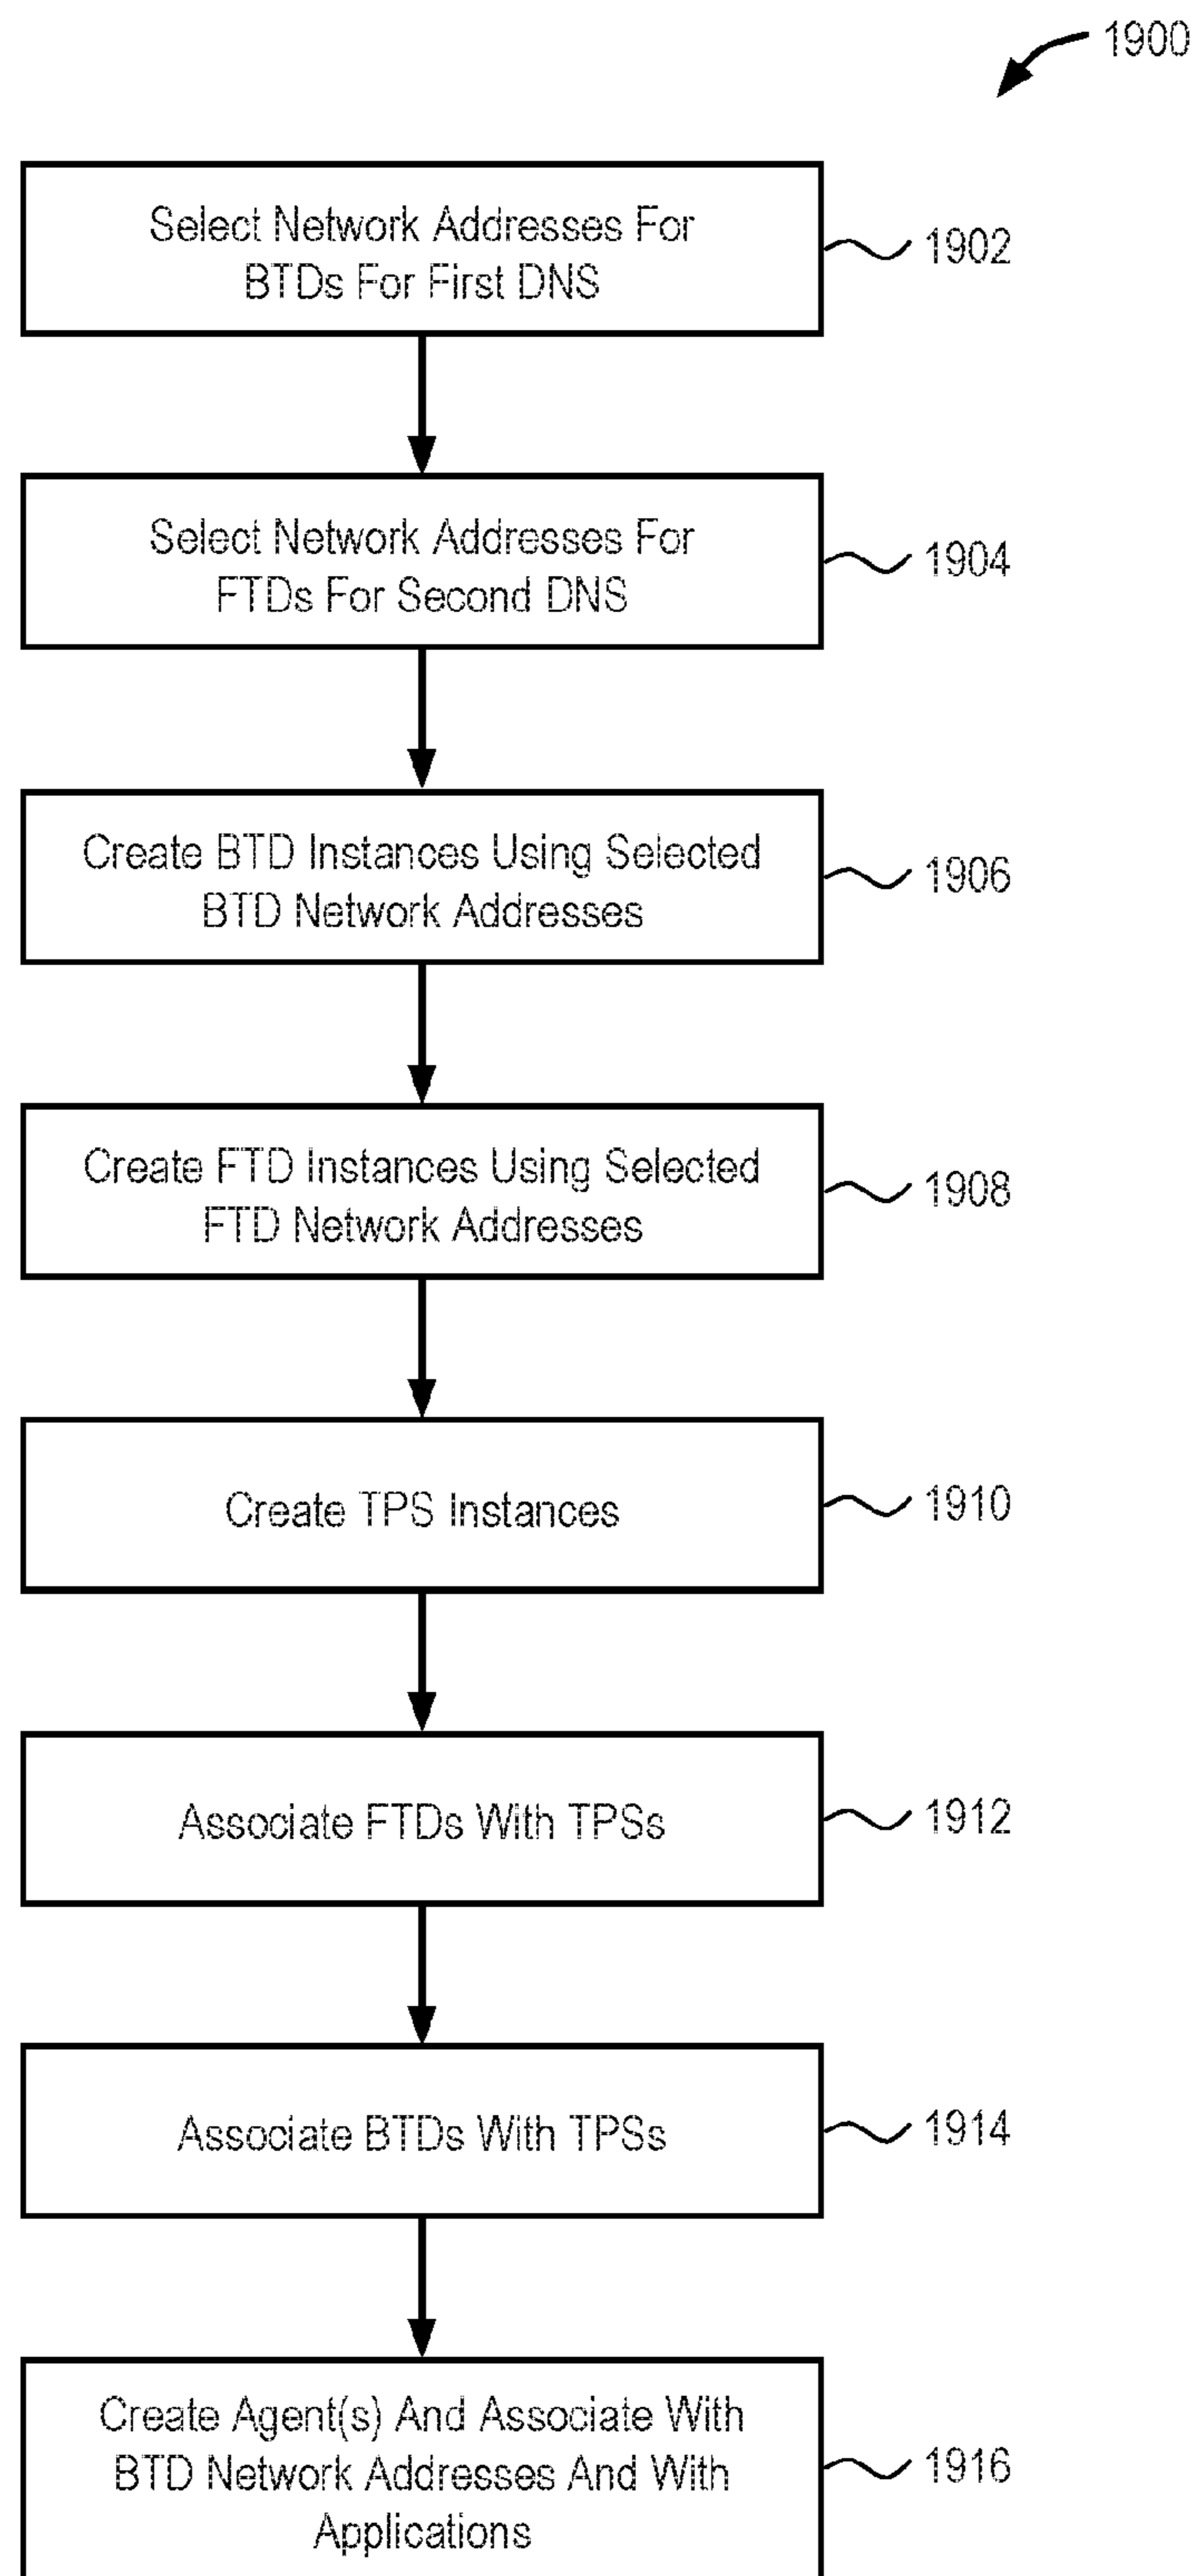 1900
Select Network Addresses For
BTDs For First DNS
1902
Select Network Addresses For
FTDs For Second DNS
1904
Create BTD Instances Using Selected
BTD Network Addresses
1906
Create FTD Instances Using Selected
FTD Network Addresses
1908
Create TPS Instances
1910
Associate FTDs With TPSs
1912
Associate BTDs With TPSs
1914
Create Agent(s) And Associate With
BTD Network Addresses And With
Applications
1916